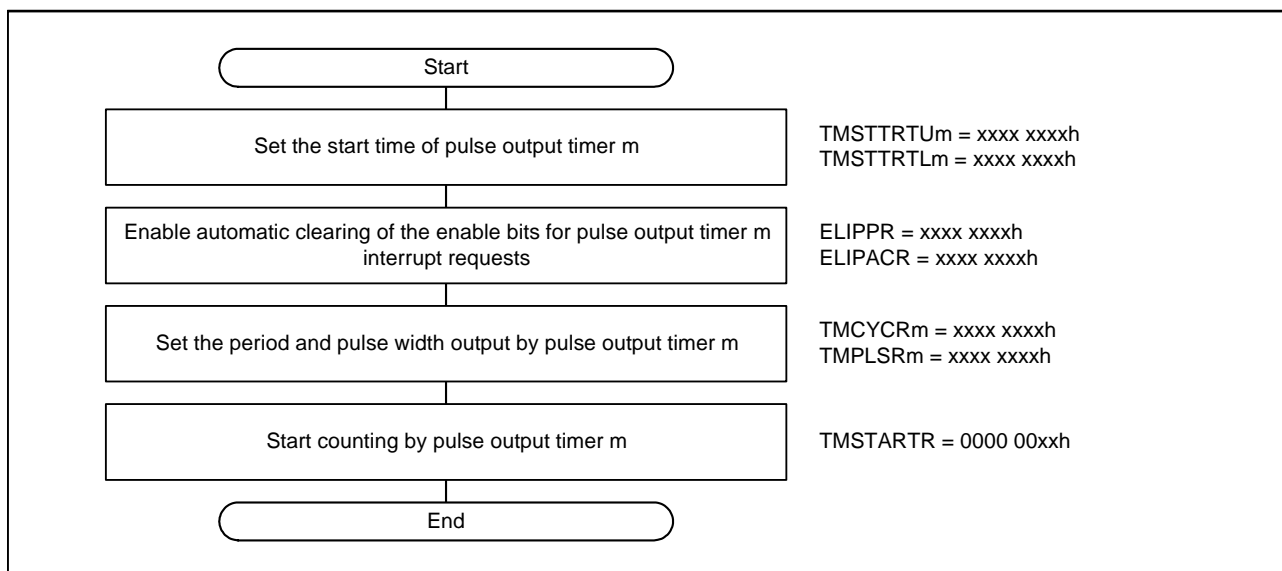 Start
Set the start time of pulse output timer m
TMSTTRTUm = xxxx xxxxh
TMSTTRTLm = xxxx xxxxh
Enable automatic clearing of the enable bits for pulse output timer m
interrupt requests
ELIPPR = xxxx xxxxh
ELIPACR = xxxx xxxxh
Set the period and pulse width output by pulse output timer m
TMCYCRm = xxxx xxxxh
TMPLSRm = xxxx xxxxh
Start counting by pulse output timer m
TMSTARTR = 0000 00xxh
End